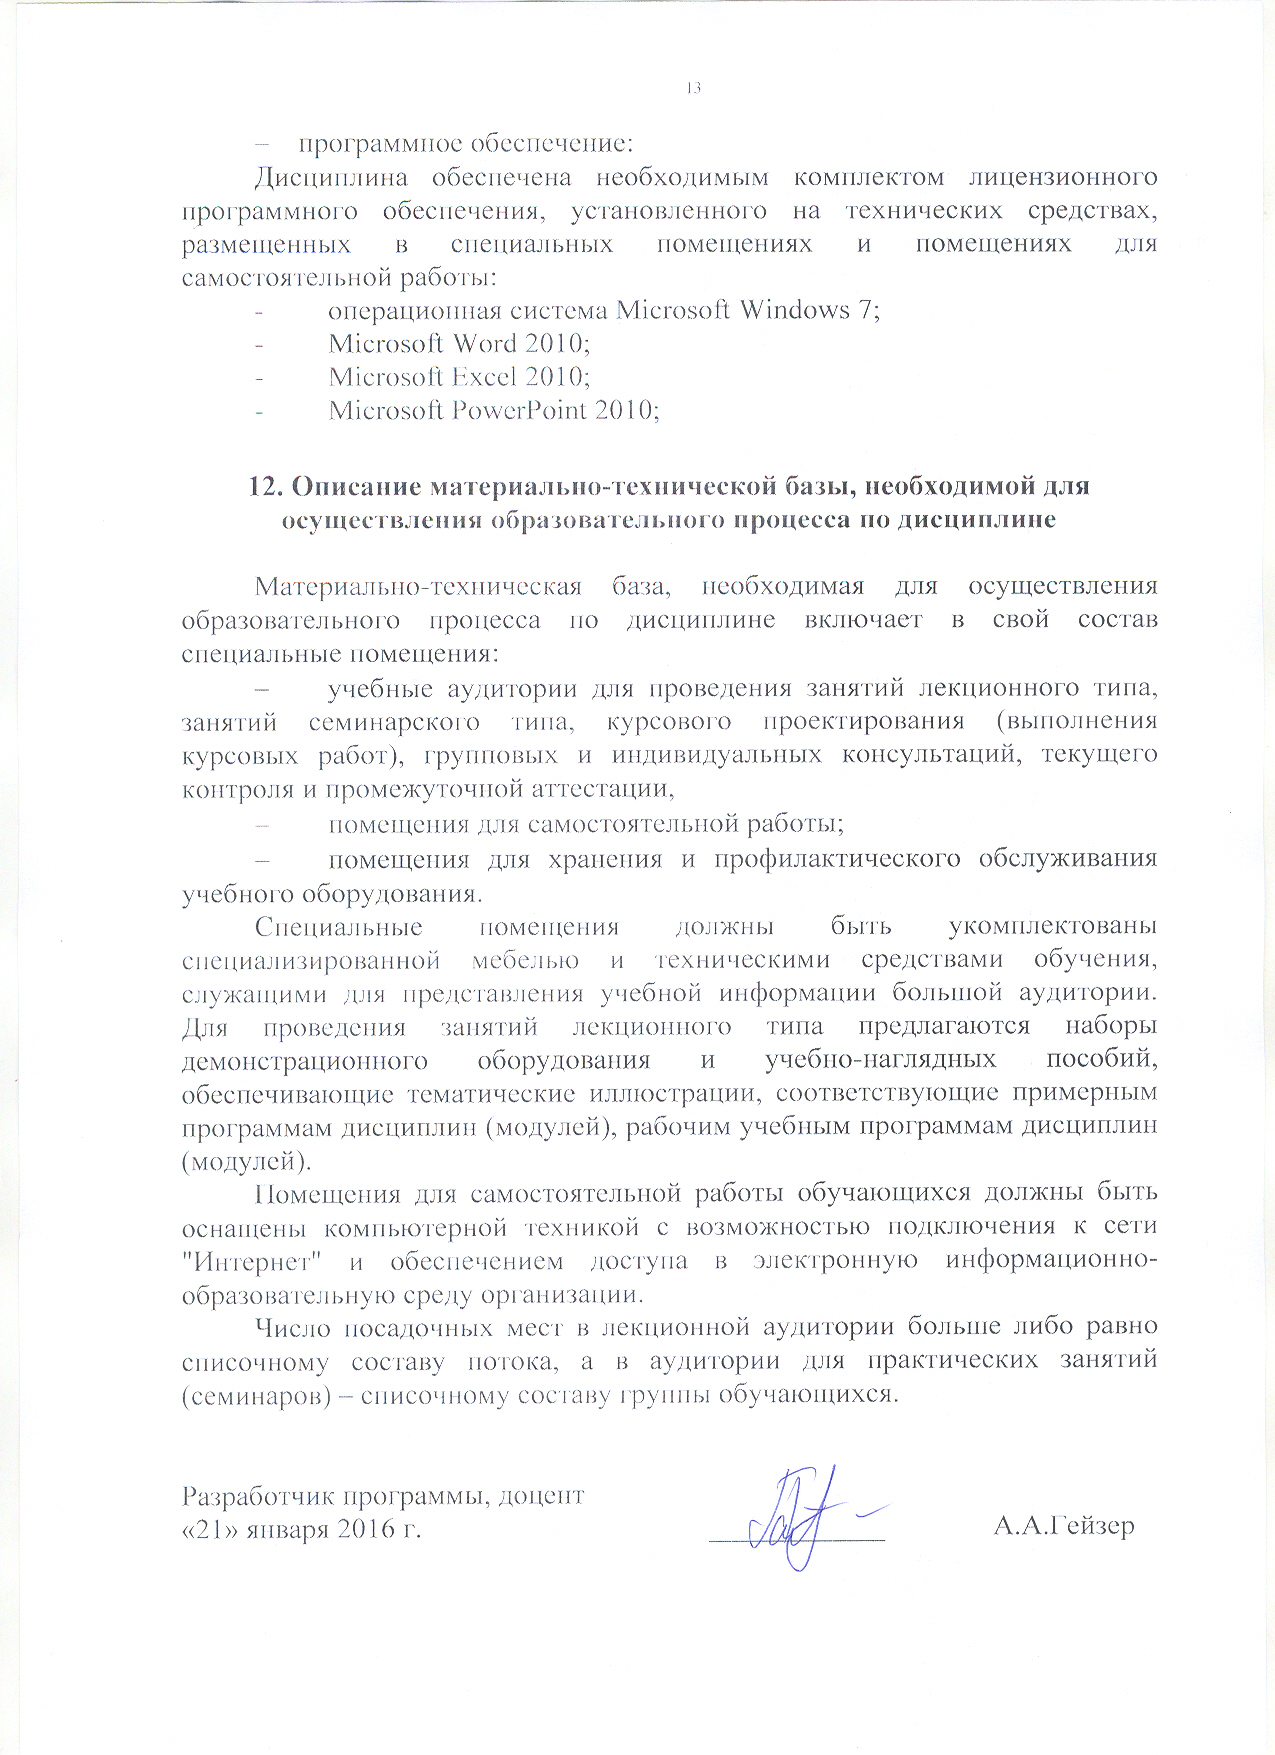 13
– программное обеспечение:
Дисциплина обеспечена необходимым комплектом лицензионного
программного обеспечения, установленного на технических средствах,
размещенных в специальных помещениях и помещениях для
самостоятельной работы:
- операционная система Microsoft Windows 7;
- Microsoft Word 2010;
- Microsoft Excel 2010;
- Microsoft PowerPoint 2010;
12. Описание материально-технической базы, необходимой для
осуществления образовательного процесса по дисциплине
Материально-техническая база, необходимая для осуществления
образовательного процесса по дисциплине включает в свой состав
специальные помещения:
– учебные аудитории для проведения занятий лекционного типа,
занятий семинарского типа, курсового проектирования (выполнения
курсовых работ), групповых и индивидуальных консультаций, текущего
контроля и промежуточной аттестации,
– помещения для самостоятельной работы;
– помещения для хранения и профилактического обслуживания
учебного оборудования.
Специальные помещения должны быть укомплектованы
специализированной мебелью и техническими средствами обучения,
служащими для представления учебной информации большой аудитории.
Для проведения занятий лекционного типа предлагаются наборы
демонстрационного оборудования и учебно-наглядных пособий,
обеспечивающие тематические иллюстрации, соответствующие примерным
программам дисциплин (модулей), рабочим учебным программам дисциплин
(модулей).
Помещения для самостоятельной работы обучающихся должны быть
оснащены компьютерной техникой с возможностью подключения к сети
"Интернет" и обеспечением доступа в электронную информационно-
образовательную среду организации.
Число посадочных мест в лекционной аудитории больше либо равно
списочному составу потока, а в аудитории для практических занятий
(семинаров) – списочному составу группы обучающихся.
Разработчик программы, доцент
«21» января 2016 г. А.А.Гейзер